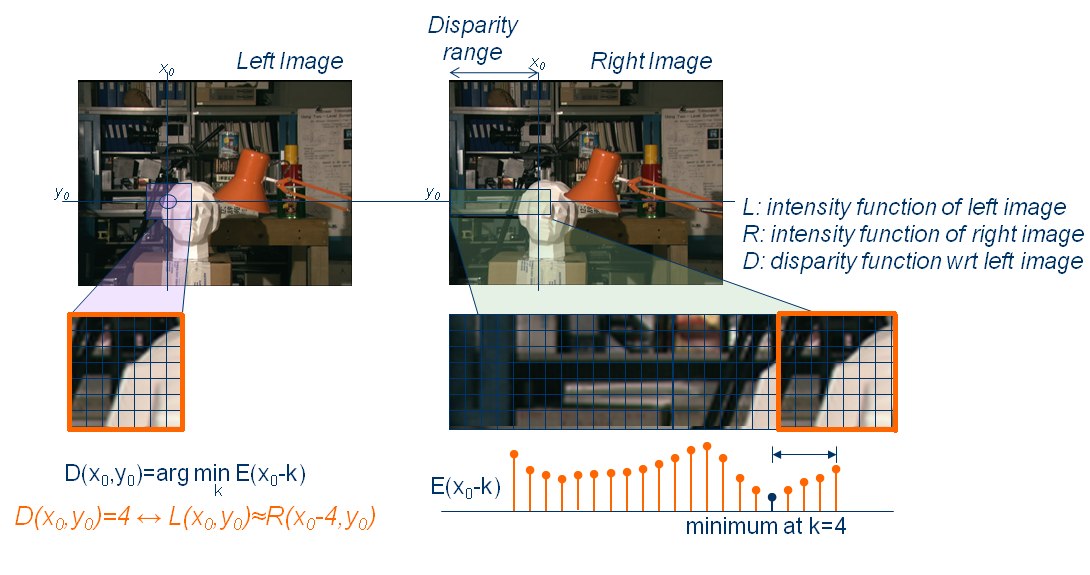 Disparity
range
Left Image
x₀
x₀
Right Image
y₀
y₀
L: intensity function of left image
R: intensity function of right image
D: disparity function wrt left image
D(x₀,y₀)=arg min E(x₀-k)
k
D(x₀,y₀)=4 ↔ L(x₀,y₀)≈R(x₀-4,y₀)
E(x₀-k)
minimum at k=4